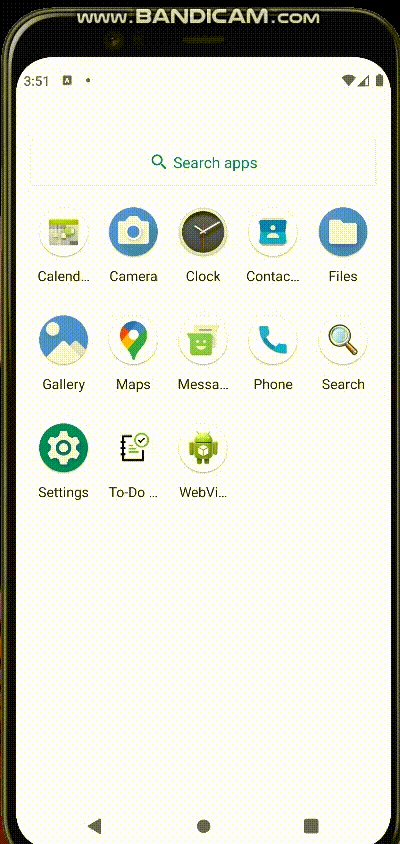 www.BANDICAM.com
3:51
Search apps
Calend...
Camera
Clock
Contac...
Files
Gallery
Maps
Messa...
Phone
Search
Settings
To-Do ...
WebVi...